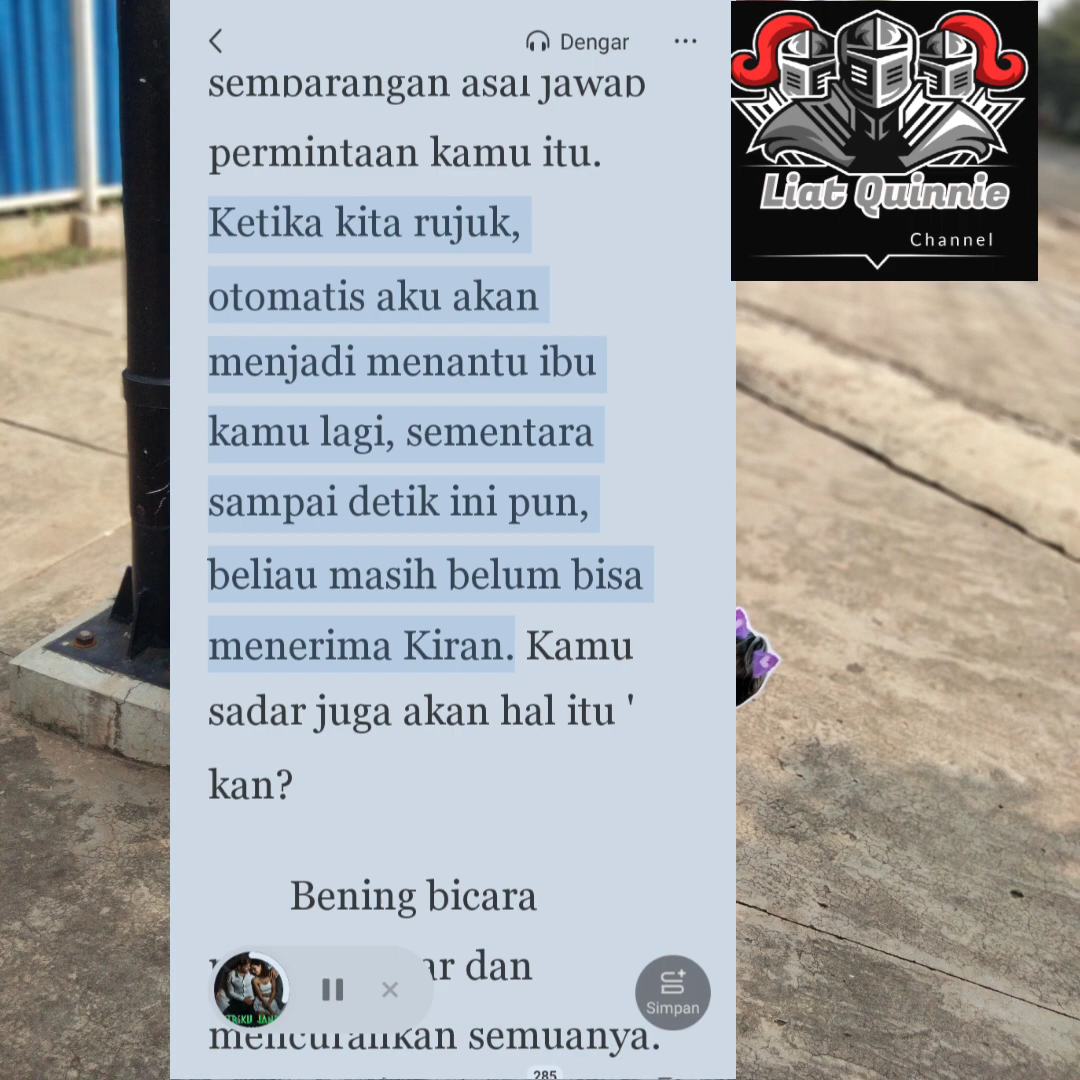 Dengar
sembarangan asal jawab
permintaan kamu itu.
Ketika kita rujuk,
otomatis aku akan
menjadi menantu ibu
kamu lagi, sementara
sampai detik ini pun,
beliau masih belum bisa
menerima Kiran. Kamu
sadar juga akan hal itu '
kan?
Bening bicara
dan
mencurahkan semuanya.
Simpan
285
Liat Quinnie
Channel